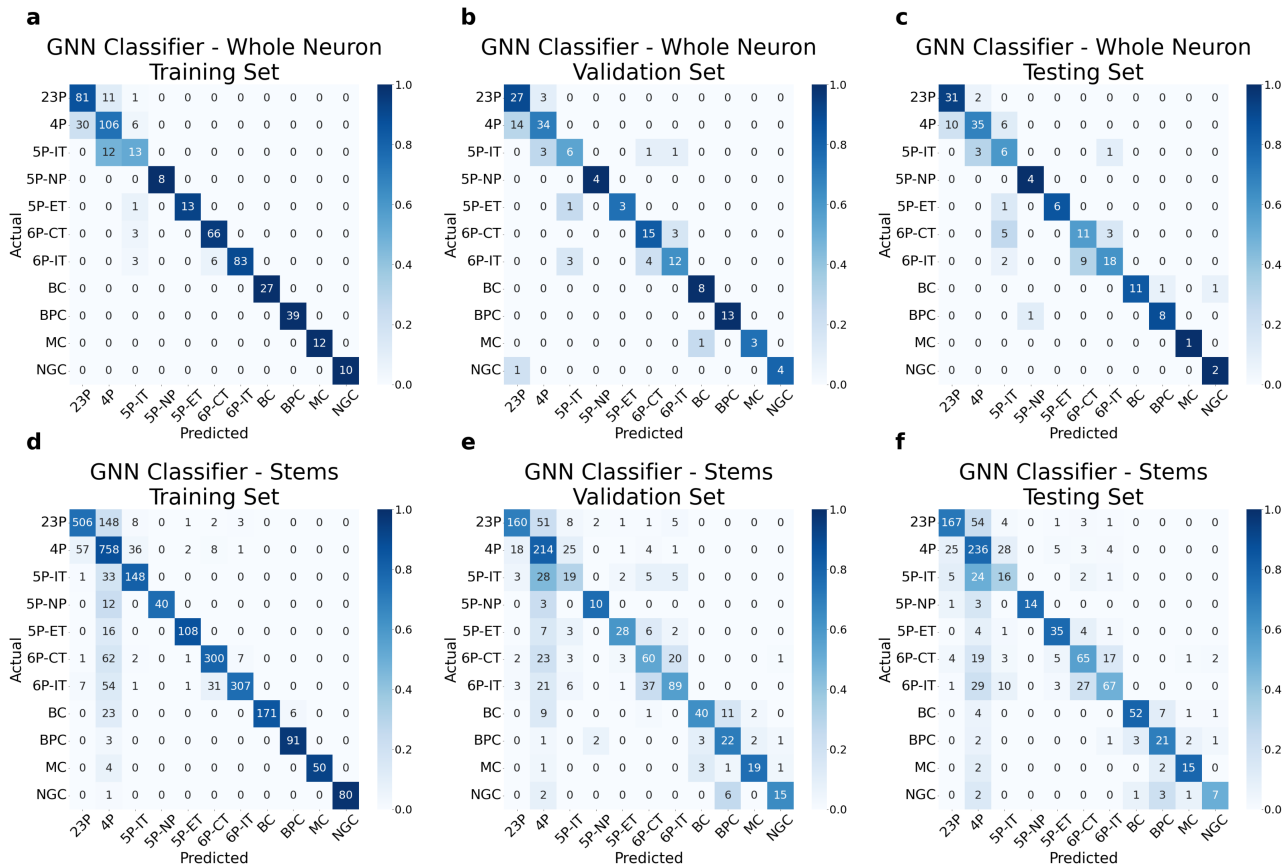 a
GNN Classifier - Whole Neuron
Training Set
Actual
23P 81 11 1 0 0 0 0 0 0 0 0
4P 30 106 6 0 0 0 0 0 0 0 0
5P-IT 0 12 13 0 0 0 0 0 0 0 0
5P-NP 0 0 0 8 0 0 0 0 0 0 0
5P-ET 0 0 1 0 13 0 0 0 0 0 0
6P-CT 0 0 3 0 0 66 0 0 0 0 0
6P-IT 0 0 3 0 0 6 83 0 0 0 0
BC 0 0 0 0 0 0 0 27 0 0 0
BPC 0 0 0 0 0 0 0 0 39 0 0
MC 0 0 0 0 0 0 0 0 0 12 0
NGC 0 0 0 0 0 0 0 0 0 0 10
23P 4P 5P-IT 5P-NP 5P-ET 6P-CT 6P-IT BC BPC MC NGC
Predicted
1.0
0.8
0.6
0.4
0.2
0.0
b
GNN Classifier - Whole Neuron
Validation Set
Actual
23P 27 3 0 0 0 0 0 0 0 0 0
4P 14 34 0 0 0 0 0 0 0 0 0
5P-IT 0 3 6 0 0 1 1 0 0 0 0
5P-NP 0 0 0 4 0 0 0 0 0 0 0
5P-ET 0 0 1 0 3 0 0 0 0 0 0
6P-CT 0 0 0 0 0 15 3 0 0 0 0
6P-IT 0 0 3 0 0 4 12 0 0 0 0
BC 0 0 0 0 0 0 0 8 0 0 0
BPC 0 0 0 0 0 0 0 0 13 0 0
MC 0 0 0 0 0 0 0 1 0 3 0
NGC 1 0 0 0 0 0 0 0 0 0 4
23P 4P 5P-IT 5P-NP 5P-ET 6P-CT 6P-IT BC BPC MC NGC
Predicted
1.0
0.8
0.6
0.4
0.2
0.0
c
GNN Classifier - Whole Neuron
Testing Set
Actual
23P 31 2 0 0 0 0 0 0 0 0 0
4P 10 35 6 0 0 0 0 0 0 0 0
5P-IT 0 3 6 0 0 0 1 0 0 0 0
5P-NP 0 0 0 4 0 0 0 0 0 0 0
5P-ET 0 0 1 0 6 0 0 0 0 0 0
6P-CT 0 0 5 0 0 11 3 0 0 0 0
6P-IT 0 0 2 0 0 9 18 0 0 0 0
BC 0 0 0 0 0 0 0 11 1 0 1
BPC 0 0 0 1 0 0 0 0 8 0 0
MC 0 0 0 0 0 0 0 0 0 1 0
NGC 0 0 0 0 0 0 0 0 0 0 2
23P 4P 5P-IT 5P-NP 5P-ET 6P-CT 6P-IT BC BPC MC NGC
Predicted
1.0
0.8
0.6
0.4
0.2
0.0
d
GNN Classifier - Stems
Training Set
Actual
23P 506 148 8 0 1 2 3 0 0 0 0
4P 57 758 36 0 2 8 1 0 0 0 0
5P-IT 1 33 148 0 0 0 0 0 0 0 0
5P-NP 0 12 0 40 0 0 0 0 0 0 0
5P-ET 0 16 0 0 108 0 0 0 0 0 0
6P-CT 1 62 2 0 1 300 7 0 0 0 0
6P-IT 7 54 1 0 1 31 307 0 0 0 0
BC 0 23 0 0 0 0 0 171 6 0 0
BPC 0 3 0 0 0 0 0 0 91 0 0
MC 0 4 0 0 0 0 0 0 0 50 0
NGC 0 1 0 0 0 0 0 0 0 0 80
23P 4P 5P-IT 5P-NP 5P-ET 6P-CT 6P-IT BC BPC MC NGC
Predicted
1.0
0.8
0.6
0.4
0.2
0.0
e
GNN Classifier - Stems
Validation Set
Actual
23P 160 51 8 2 1 1 5 0 0 0 0
4P 18 214 25 0 1 4 1 0 0 0 0
5P-IT 3 28 19 0 2 5 5 0 0 0 0
5P-NP 0 3 0 10 0 0 0 0 0 0 0
5P-ET 0 7 3 0 28 6 2 0 0 0 0
6P-CT 2 23 3 0 3 60 20 0 0 0 1
6P-IT 3 21 6 0 1 37 89 0 0 0 0
BC 0 9 0 0 0 1 0 40 11 2 0
BPC 0 1 0 2 0 0 0 3 22 2 1
MC 0 1 0 0 0 0 0 3 1 19 1
NGC 0 2 0 0 0 0 0 0 6 0 15
23P 4P 5P-IT 5P-NP 5P-ET 6P-CT 6P-IT BC BPC MC NGC
Predicted
1.0
0.8
0.6
0.4
0.2
0.0
f
GNN Classifier - Stems
Testing Set
Actual
23P 167 54 4 0 1 3 1 0 0 0 0
4P 25 236 28 0 5 3 4 0 0 0 0
5P-IT 5 24 16 0 0 2 1 0 0 0 0
5P-NP 1 3 0 14 0 0 0 0 0 0 0
5P-ET 0 4 1 0 35 4 1 0 0 0 0
6P-CT 4 19 3 0 5 65 17 0 0 1 2
6P-IT 4 29 10 0 3 27 67 0 0 0 0
BC 0 4 0 0 0 0 0 52 7 1 1
BPC 0 2 0 0 0 0 1 3 21 2 1
MC 0 2 0 0 0 0 0 0 2 15 0
NGC 0 2 0 0 0 0 0 1 3 1 7
23P 4P 5P-IT 5P-NP 5P-ET 6P-CT 6P-IT BC BPC MC NGC
Predicted
1.0
0.8
0.6
0.4
0.2
0.0